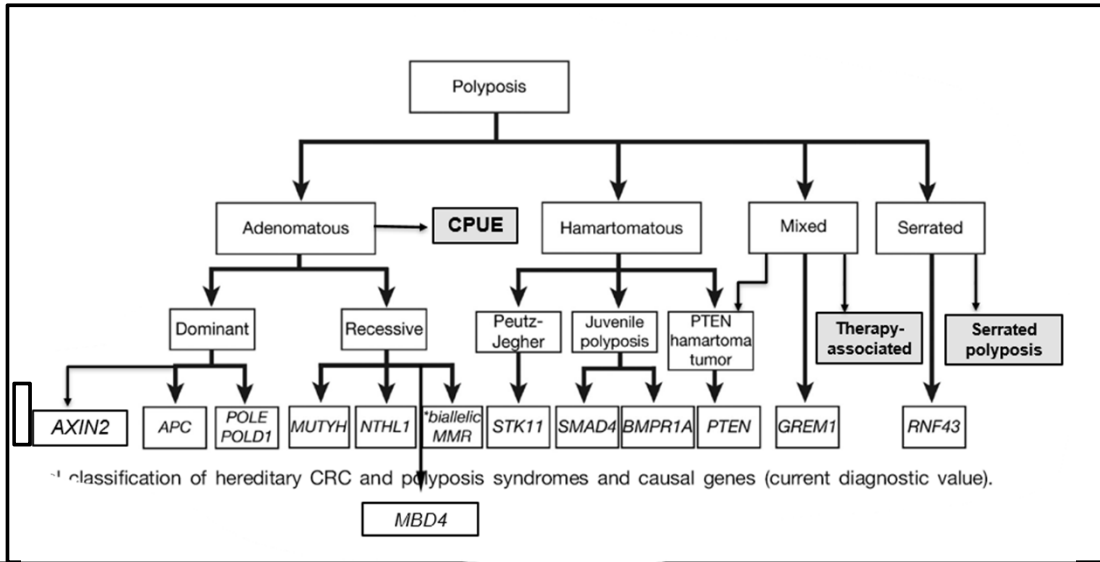 Polyposis
Adenomatous
CPUE
Hamartomatous
Mixed
Serrated
Dominant
Recessive
Peutz-
Jegher
Juvenile
polyposis
PTEN
hamartoma
tumor
Therapy-
associated
Serrated
polyposis
AXIN2
APC
POLE
POLD1
MUTYH
NTHL1
*biallelic
MMR
STK11
SMAD4
BMPR1A
PTEN
GREM1
RNF43
classification of hereditary CRC and polyposis syndromes and causal genes (current diagnostic value).
MBD4